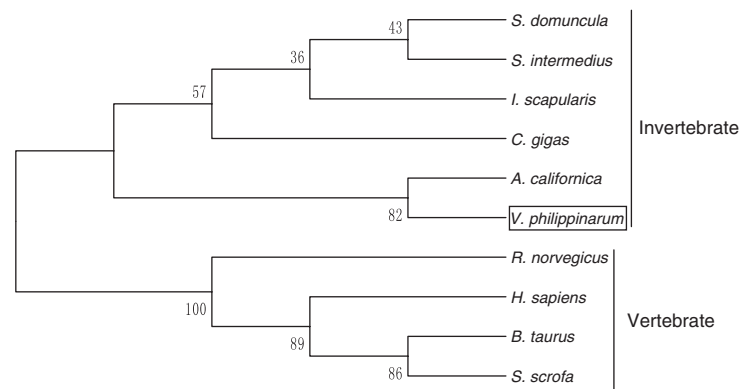 43
S. domuncula
36
S. intermedius
57
I. scapularis
C. gigas
Invertebrate
A. californica
82
V. philippinarum
R. norvegicus
100
H. sapiens
Vertebrate
89
B. taurus
86
S. scrofa